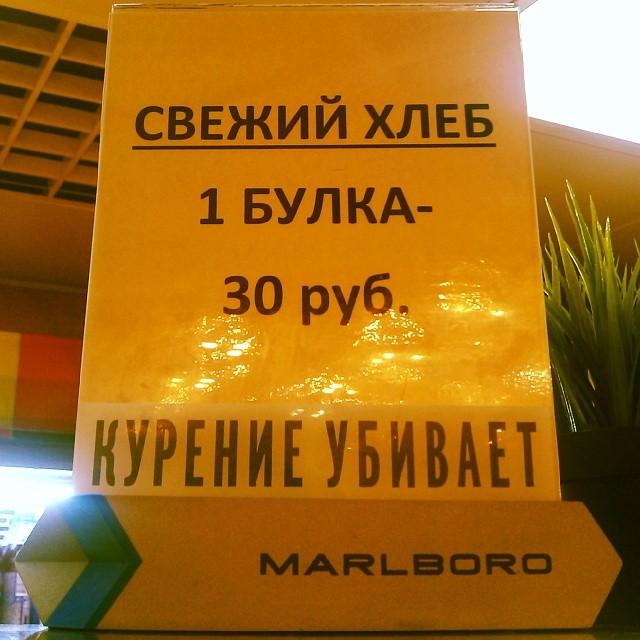 СВЕЖИЙ ХЛЕБ
1 БУЛКА-
30 руб.
КУРЕНИЕ УБИВАЕТ
MARLBORO